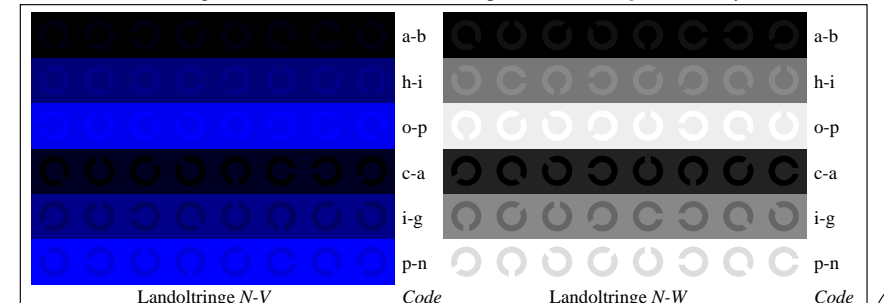 a-b a-b
h-i h-i
o-p o-p
c-a c-a
i-g i-g
p-n p-n
Landoltringe N-V Code Landoltringe N-W Code